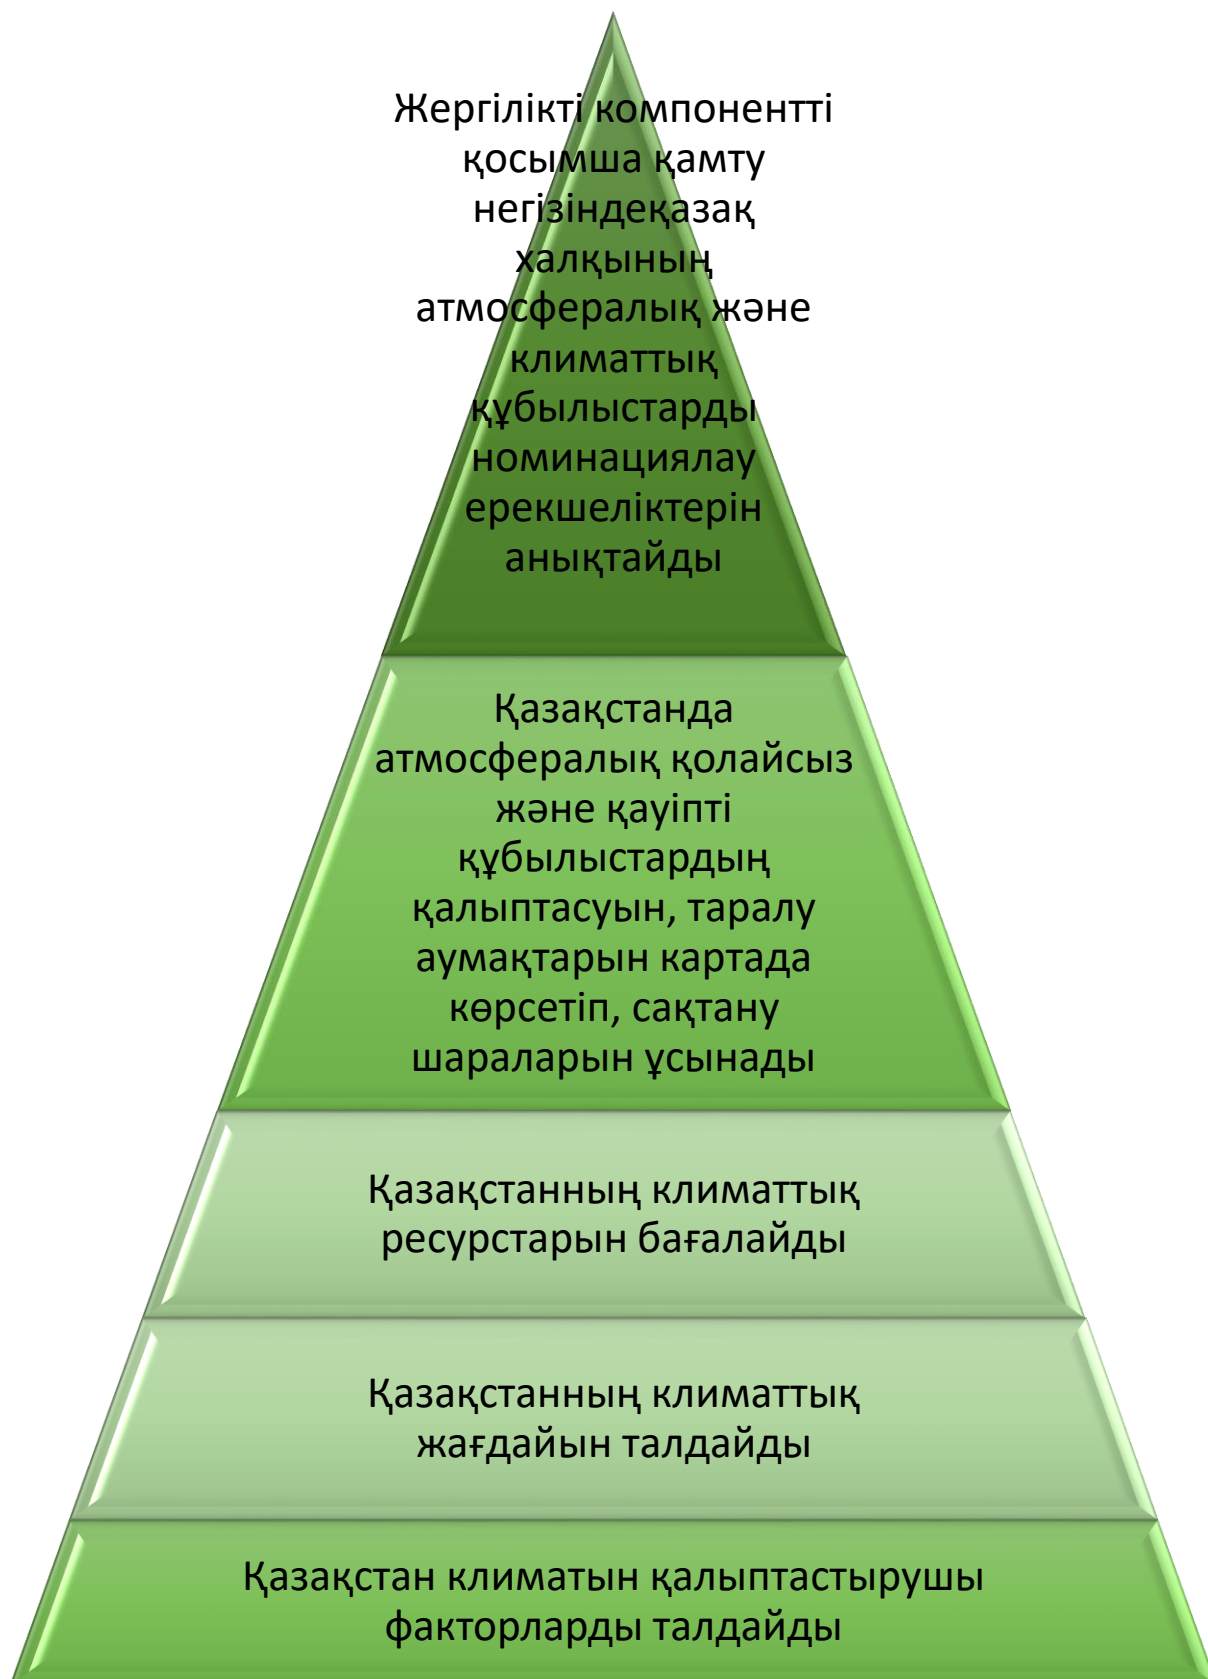 Жергілікті компонентті
қосымша қамту
негізіндеқазақ
халқының
атмосфералық және
климаттық
құбылыстарды
номинациялау
ерекшеліктерін
анықтайды
Қазақстанда
атмосфералық қолайсыз
және қауіпті
құбылыстардың
қалыптасуын, таралу
аумақтарын картада
көрсетіп, сақтану
шараларын ұсынады
Қазақстанның климаттық
ресурстарын бағалайды
Қазақстанның климаттық
жағдайын талдайды
Қазақстан климатын қалыптастырушы
факторларды талдайды